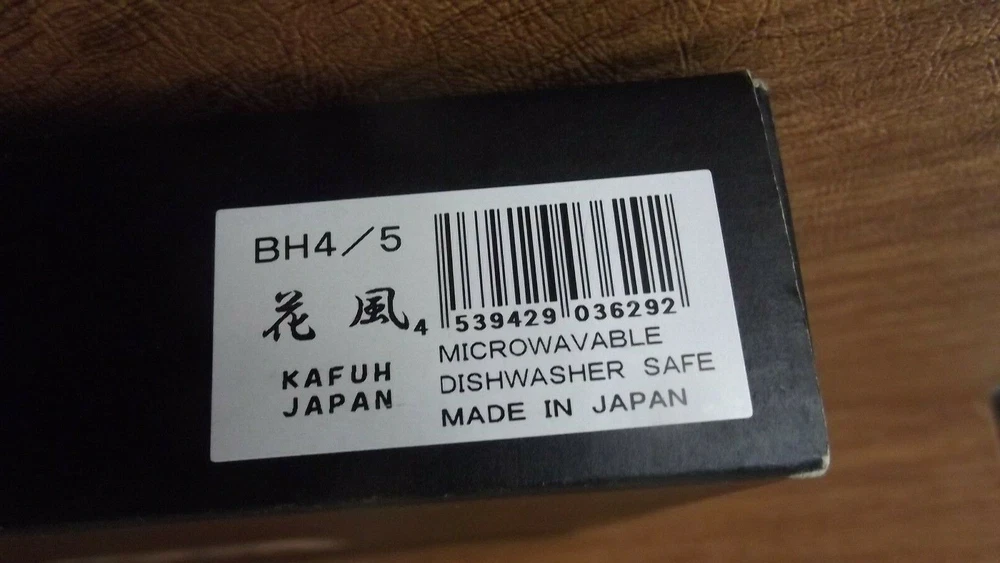 BH4／5
花風
KAFUH
JAPAN
4 539429 036292
MICROWAVABLE
DISHWASHER SAFE
MADE IN JAPAN